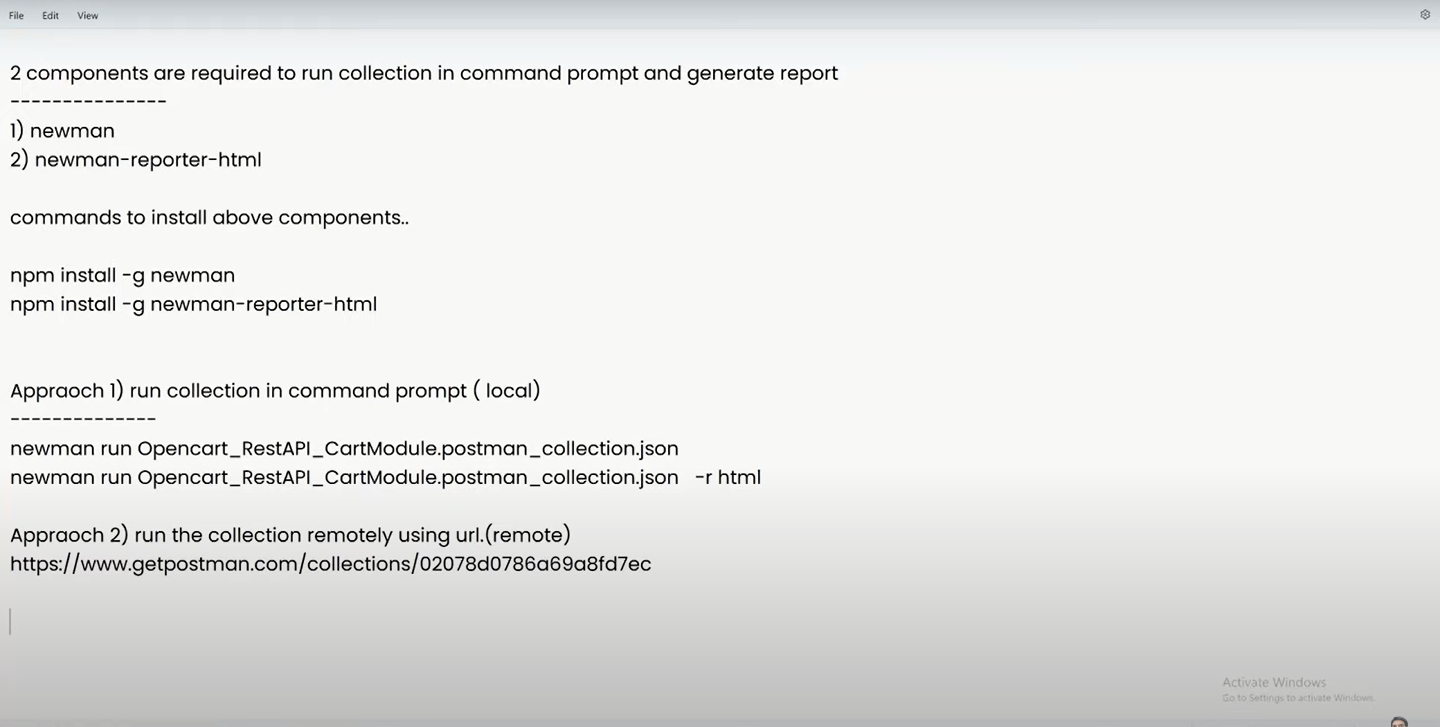 File Edit View
2 components are required to run collection in command prompt and generate report
---------------
1) newman
2) newman-reporter-html
commands to install above components..
npm install -g newman
npm install -g newman-reporter-html
Appraoch 1) run collection in command prompt ( local)
--------------
newman run Opencart_RestAPI_CartModule.postman_collection.json
newman run Opencart_RestAPI_CartModule.postman_collection.json   -r html
Appraoch 2) run the collection remotely using url.(remote)
https://www.getpostman.com/collections/02078d0786a69a8fd7ec
Activate Windows
Go to Settings to activate Windows.